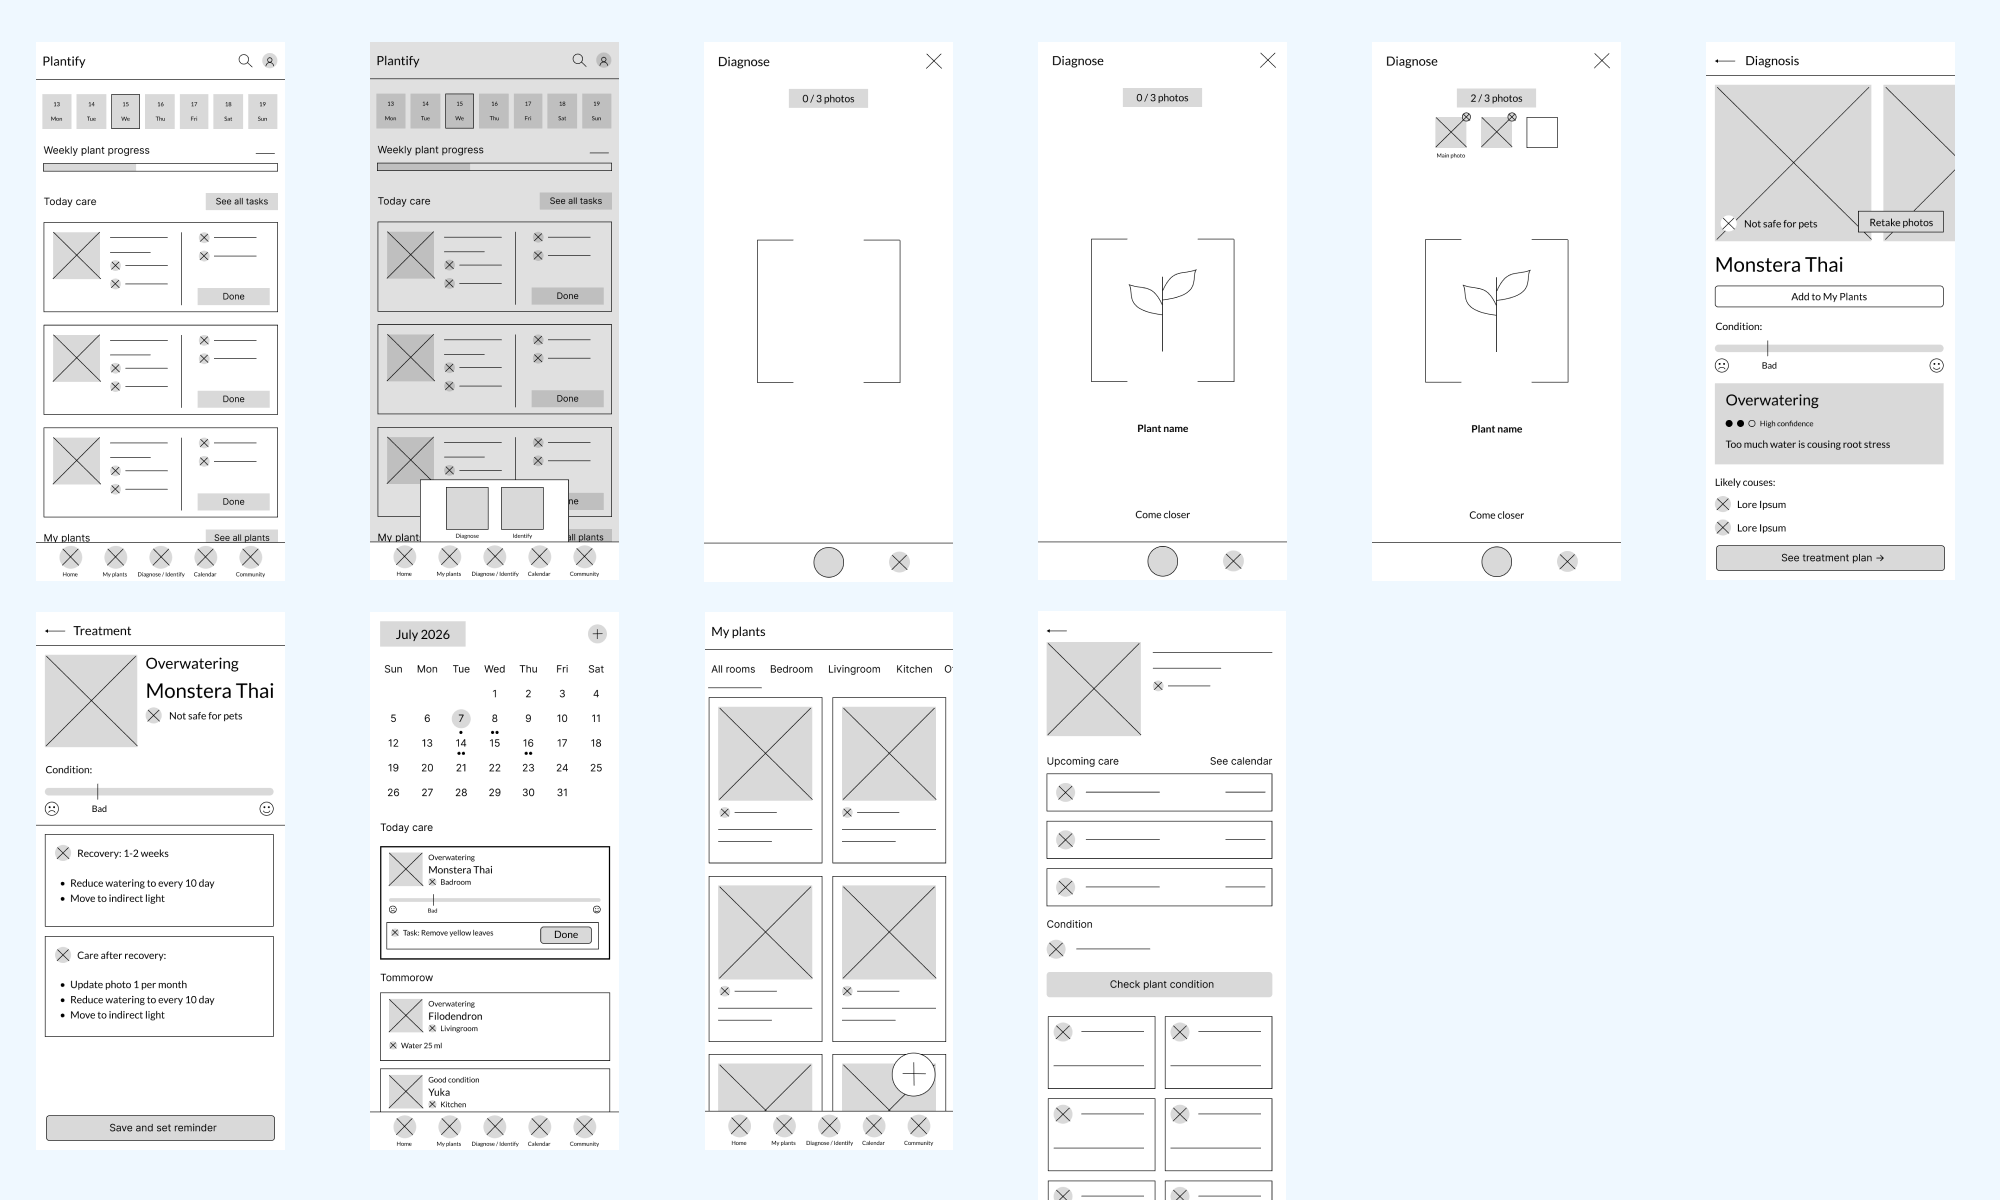 Plantify
13 14 15 16 17 18 19
Mon Tue We Thu Fri Sat Sun
Weekly plant progress
Today care
See all tasks
Done
Done
Done
My plants
See all plants
Home My plants Diagnose / Identify Calendar Community
Plantify
13 14 15 16 17 18 19
Mon Tue We Thu Fri Sat Sun
Weekly plant progress
Today care
See all tasks
Done
Done
ne
Diagnose Identify
My plant
all plants
Home My plants Diagnose / Identify Calendar Community
Diagnose
0 / 3 photos
Diagnose
0 / 3 photos
Plant name
Come closer
Diagnose
2 / 3 photos
Main photo
Plant name
Come closer
Diagnosis
Not safe for pets
Retake photos
Monstera Thai
Add to My Plants
Condition:
Bad
Overwatering
High confidence
Too much water is cousing root stress
Likely couses:
Lore Ipsum
Lore Ipsum
See treatment plan →
Treatment
Overwatering
Monstera Thai
Not safe for pets
Condition:
Bad
Recovery: 1-2 weeks
• Reduce watering to every 10 day
• Move to indirect light
Care after recovery:
• Update photo 1 per month
• Reduce watering to every 10 day
• Move to indirect light
Save and set reminder
July 2026
Sun Mon Tue Wed Thu Fri Sat
1 2 3 4
5 6 7 8 9 10 11
12 13 14 15 16 17 18
19 20 21 22 23 24 25
26 27 28 29 30 31
Today care
Overwatering
Monstera Thai
Badroom
Bad
Task: Remove yellow leaves
Done
Tommorow
Overwatering
Filodendron
Livingroom
Water 25 ml
Good condition
Yuka
Kitchen
Home My plants Diagnose / Identify Calendar Community
My plants
All rooms Bedroom Livingroom Kitchen O
Home My plants Diagnose / Identify Calendar Community
Upcoming care
See calendar
Condition
Check plant condition